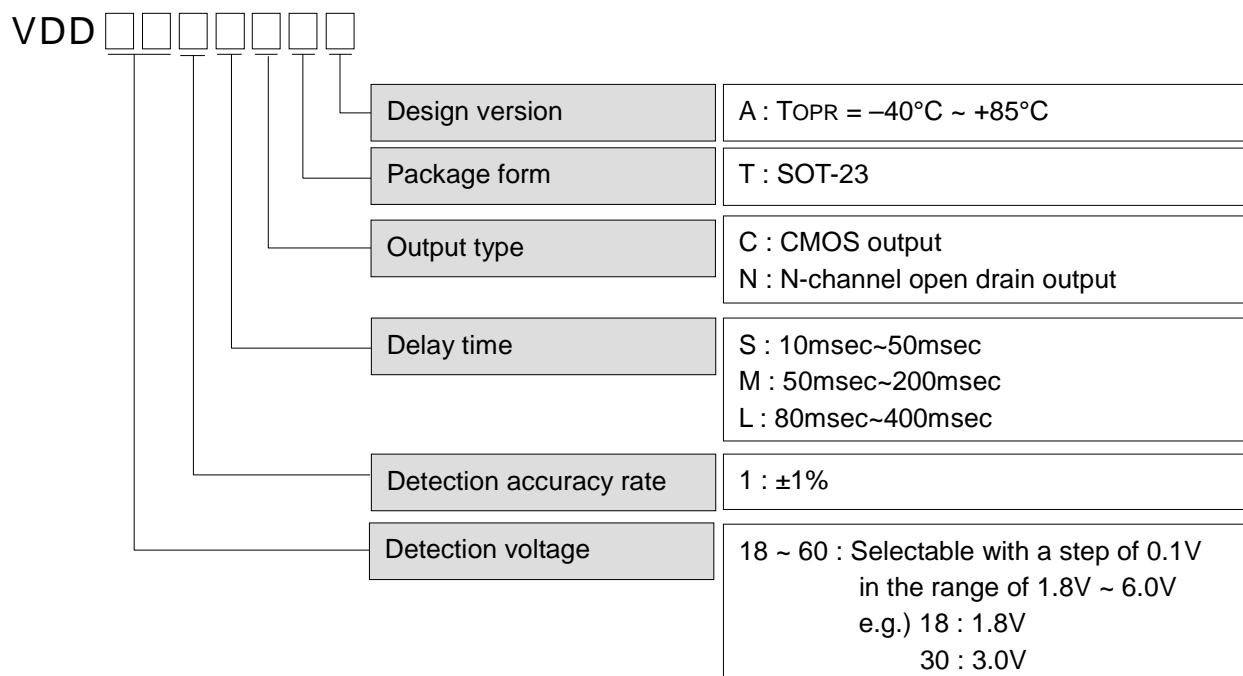 VDD
Design version
A : TOPR = –40°C ~ +85°C
Package form
T : SOT-23
Output type
C : CMOS output
N : N-channel open drain output
Delay time
S : 10msec~50msec
M : 50msec~200msec
L : 80msec~400msec
Detection accuracy rate
1 : ±1%
Detection voltage
18 ~ 60 : Selectable with a step of 0.1V
in the range of 1.8V ~ 6.0V
e.g.) 18 : 1.8V
30 : 3.0V